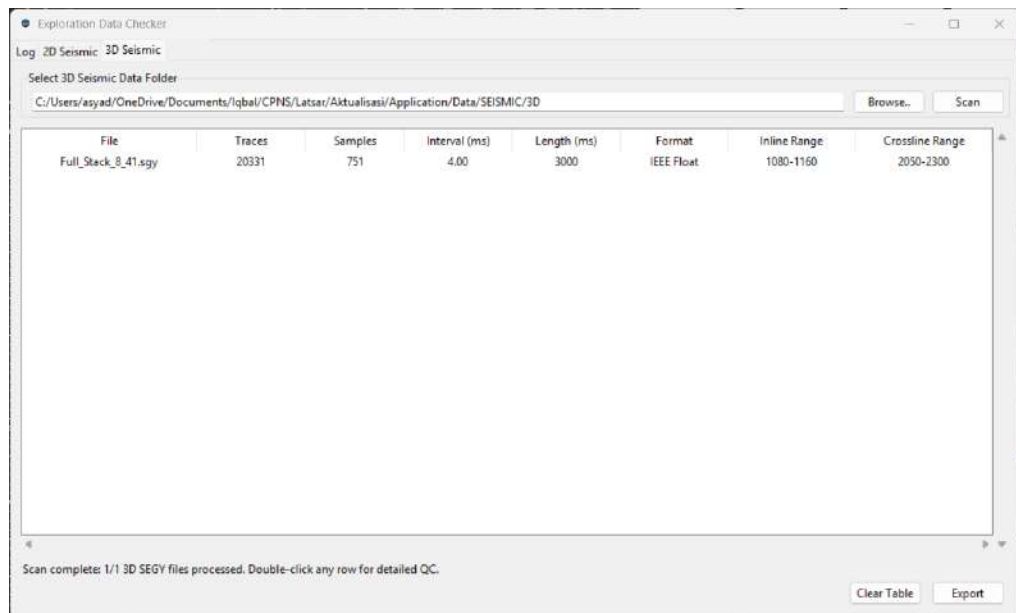 Exploration Data Checker
Log 2D Seismic 3D Seismic
Select 3D Seismic Data Folder
C:/Users/asyad/OneDrive/Documents/Iqbal/CPNS/Latsar/Aktualisasi/Application/Data/SEISMIC/3D Browse.. Scan
File Traces Samples Interval (ms) Length (ms) Format Inline Range Crossline Range
Full_Stack_8_41.sgy 20331 751 4.00 3000 IEEE Float 1080-1160 2050-2300
Scan complete: 1/1 3D SEGY files processed. Double-click any row for detailed QC.
Clear Table Export